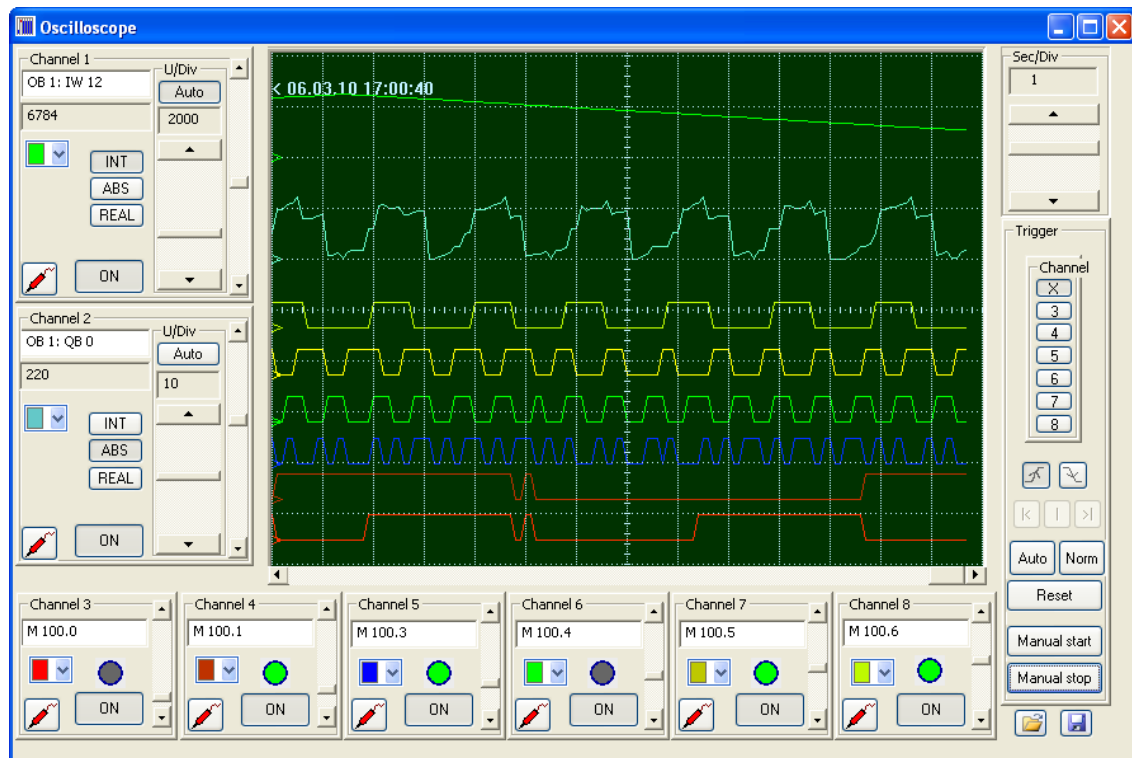 Oscilloscope
Channel 1
OB 1: IW 12
6784
INT
ABS
REAL
ON
U/Div
Auto
2000
Channel 2
OB 1: QB 0
220
INT
ABS
REAL
ON
U/Div
Auto
10
< 06.03.10 17:00:40
Sec/Div
1
Trigger
Channel
X
3
4
5
6
7
8
Auto
Norm
Reset
Manual start
Manual stop
Channel 3
M 100.0
ON
Channel 4
M 100.1
ON
Channel 5
M 100.3
ON
Channel 6
M 100.4
ON
Channel 7
M 100.5
ON
Channel 8
M 100.6
ON